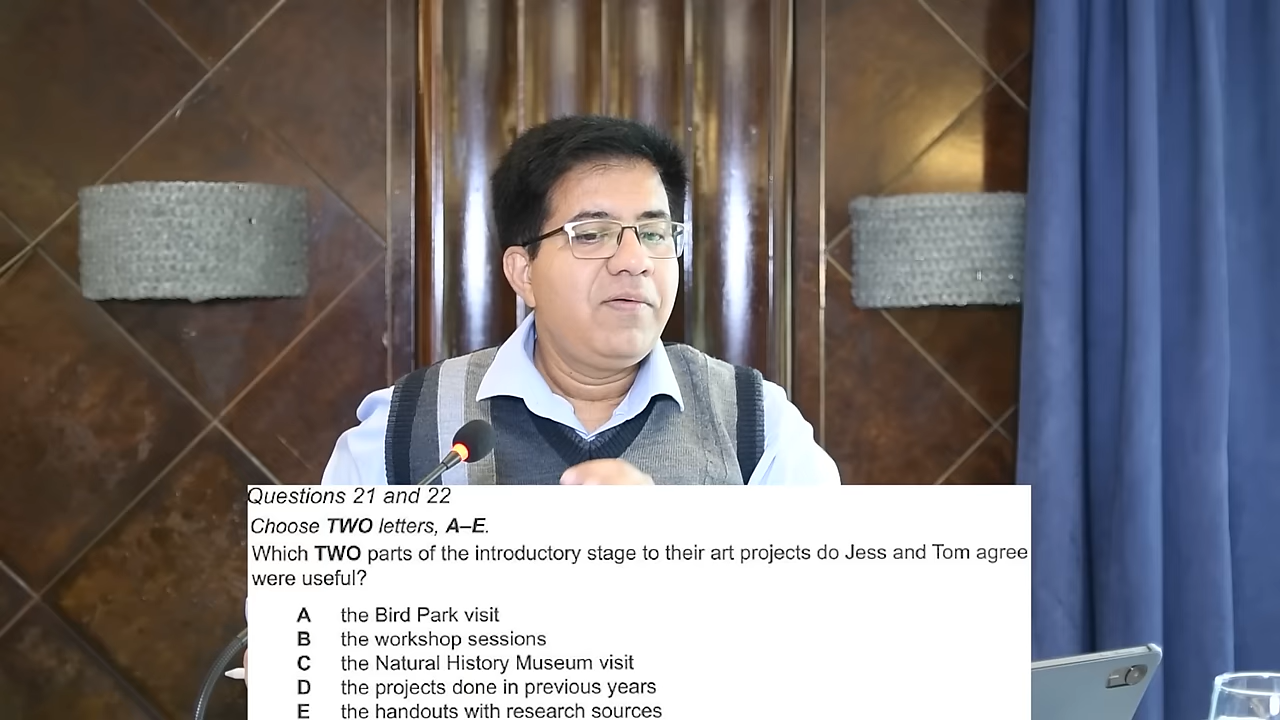 Questions 21 and 22
Choose TWO letters, A–E.
Which TWO parts of the introductory stage to their art projects do Jess and Tom agree
were useful?
A the Bird Park visit
B the workshop sessions
C the Natural History Museum visit
D the projects done in previous years
E the handouts with research sources